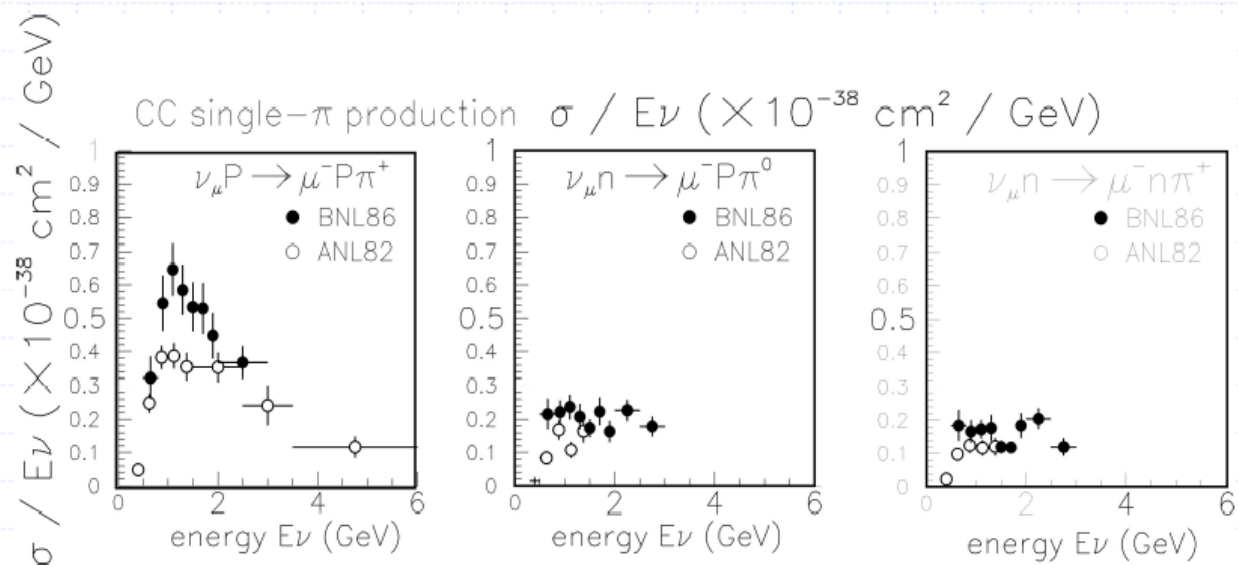 σ / Eν (×10⁻³⁸ cm² / GeV)
CC single−π production σ / Eν (×10⁻³⁸ cm² / GeV)
ν_μP → μ⁻Pπ⁺
BNL86
ANL82
1
0.9
0.8
0.7
0.6
0.5
0.4
0.3
0.2
0.1
0
0 2 4 6
energy Eν (GeV)
ν_μn → μ⁻Pπ⁰
BNL86
ANL82
1
0.9
0.8
0.7
0.6
0.5
0.4
0.3
0.2
0.1
0
0 2 4 6
energy Eν (GeV)
ν_μn → μ⁻nπ⁺
BNL86
ANL82
1
0.9
0.8
0.7
0.6
0.5
0.4
0.3
0.2
0.1
0
0 2 4 6
energy Eν (GeV)